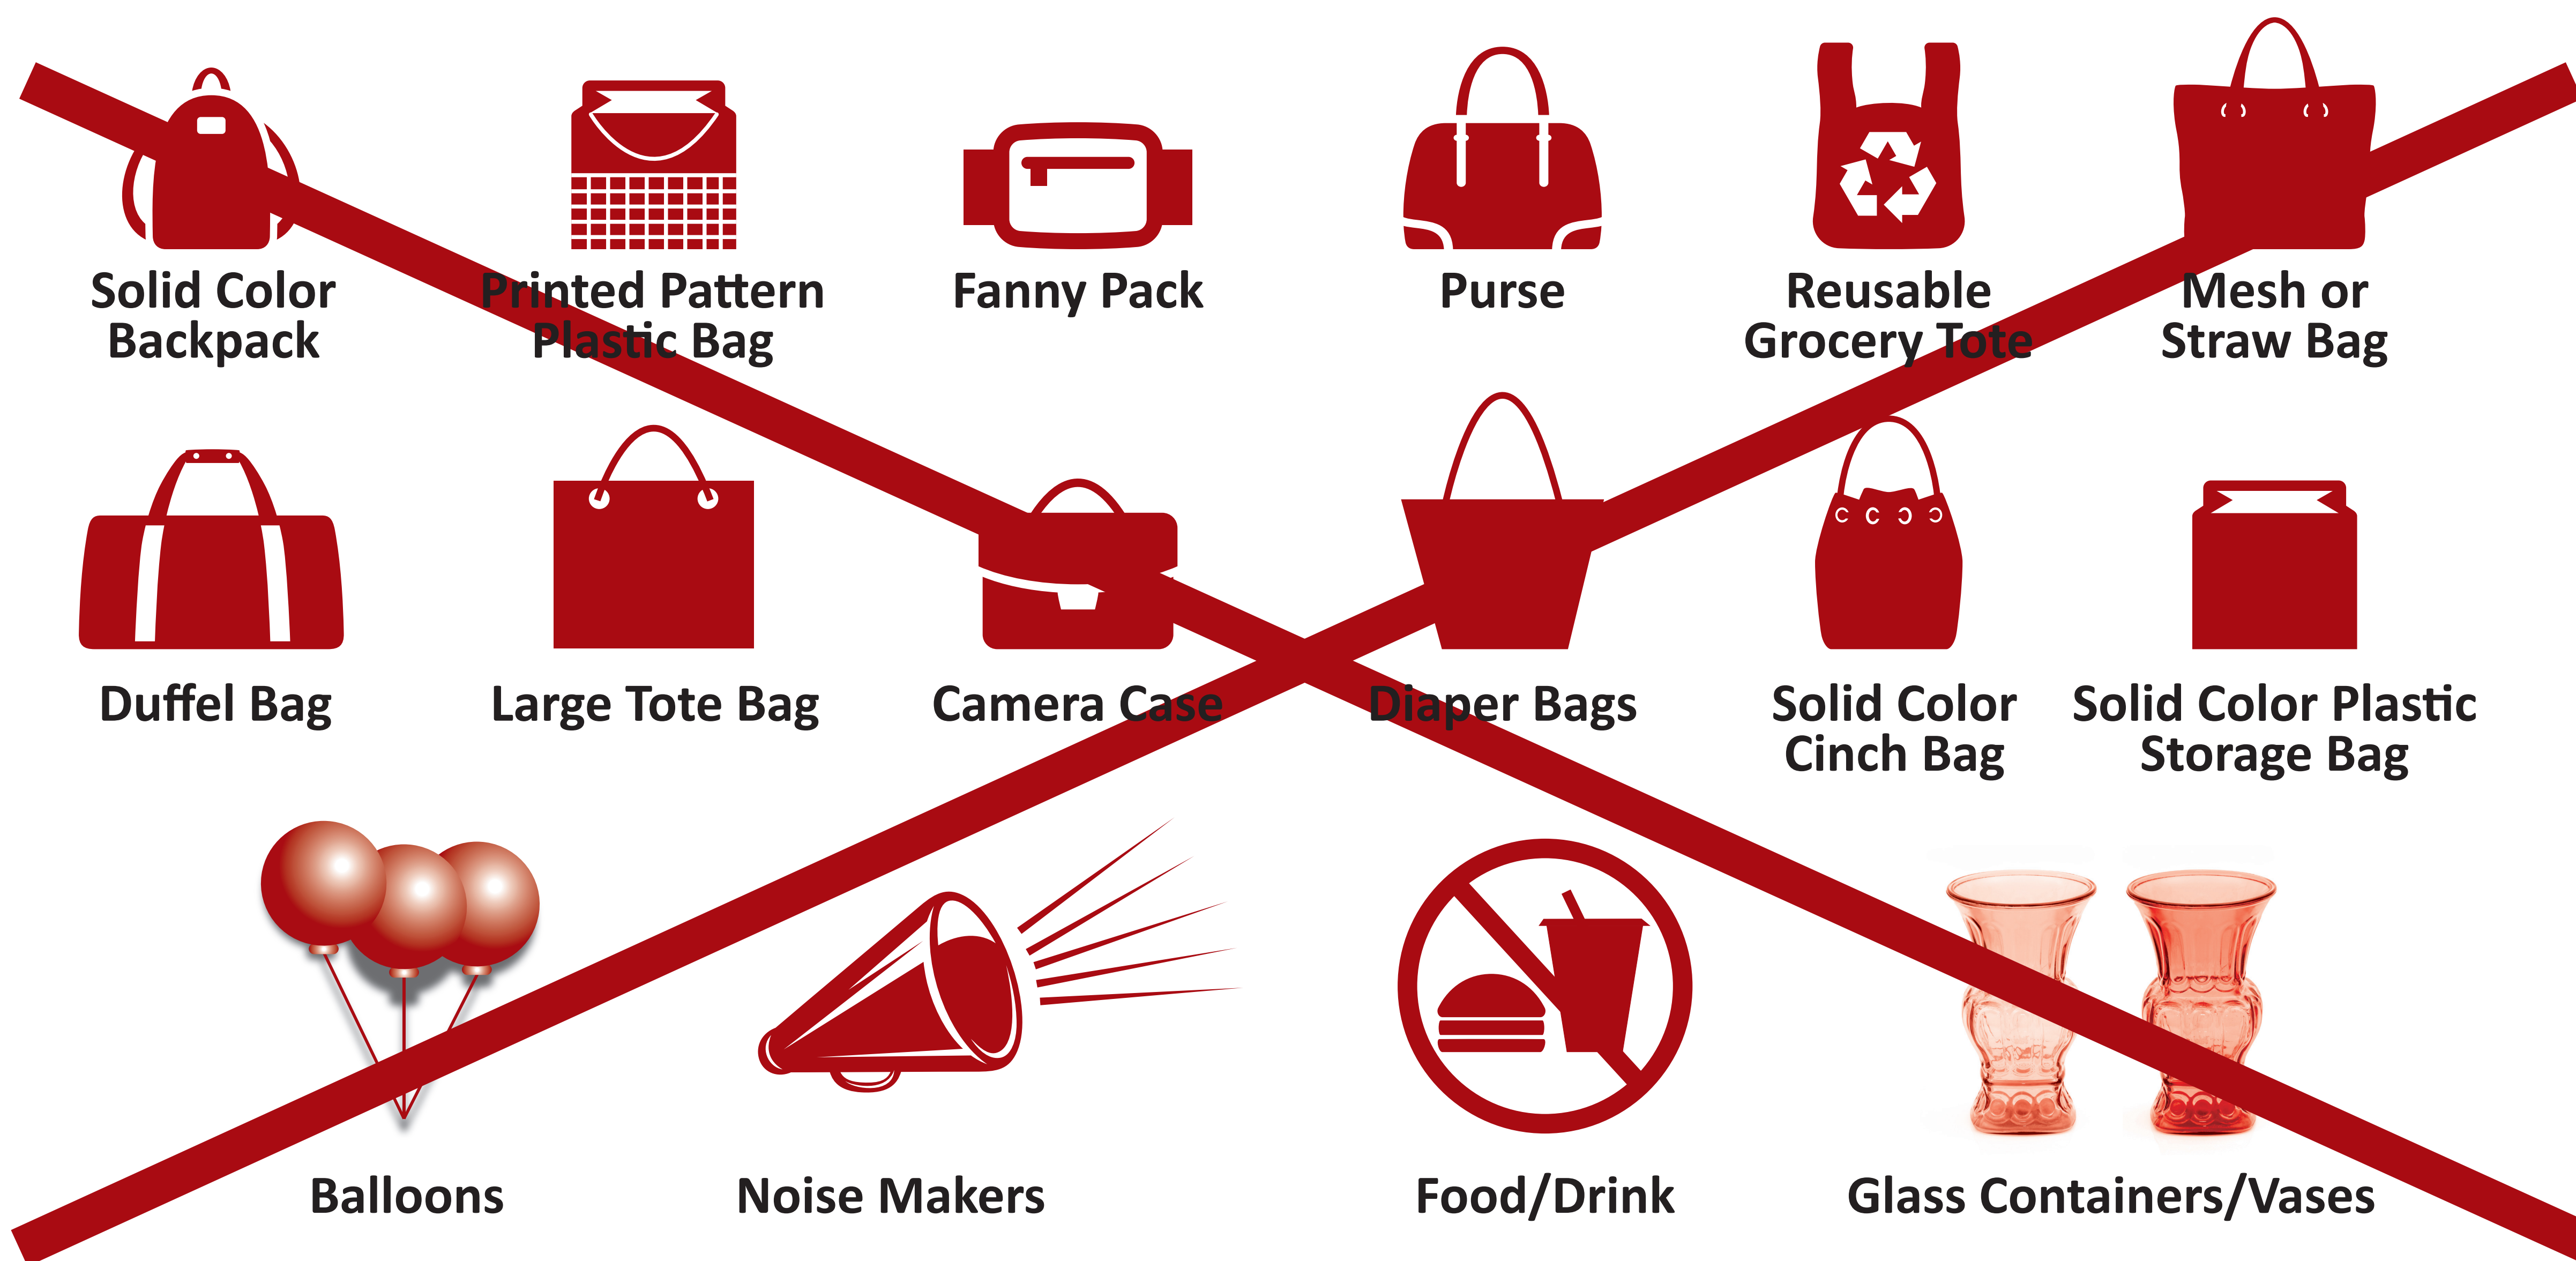 Solid Color
Backpack
Printed Pattern
Plastic Bag
Fanny Pack
Purse
Reusable
Grocery Tote
Mesh or
Straw Bag
Duffel Bag
Large Tote Bag
Camera Case
Diaper Bags
Solid Color
Cinch Bag
Solid Color Plastic
Storage Bag
Balloons
Noise Makers
Food/Drink
Glass Containers/Vases